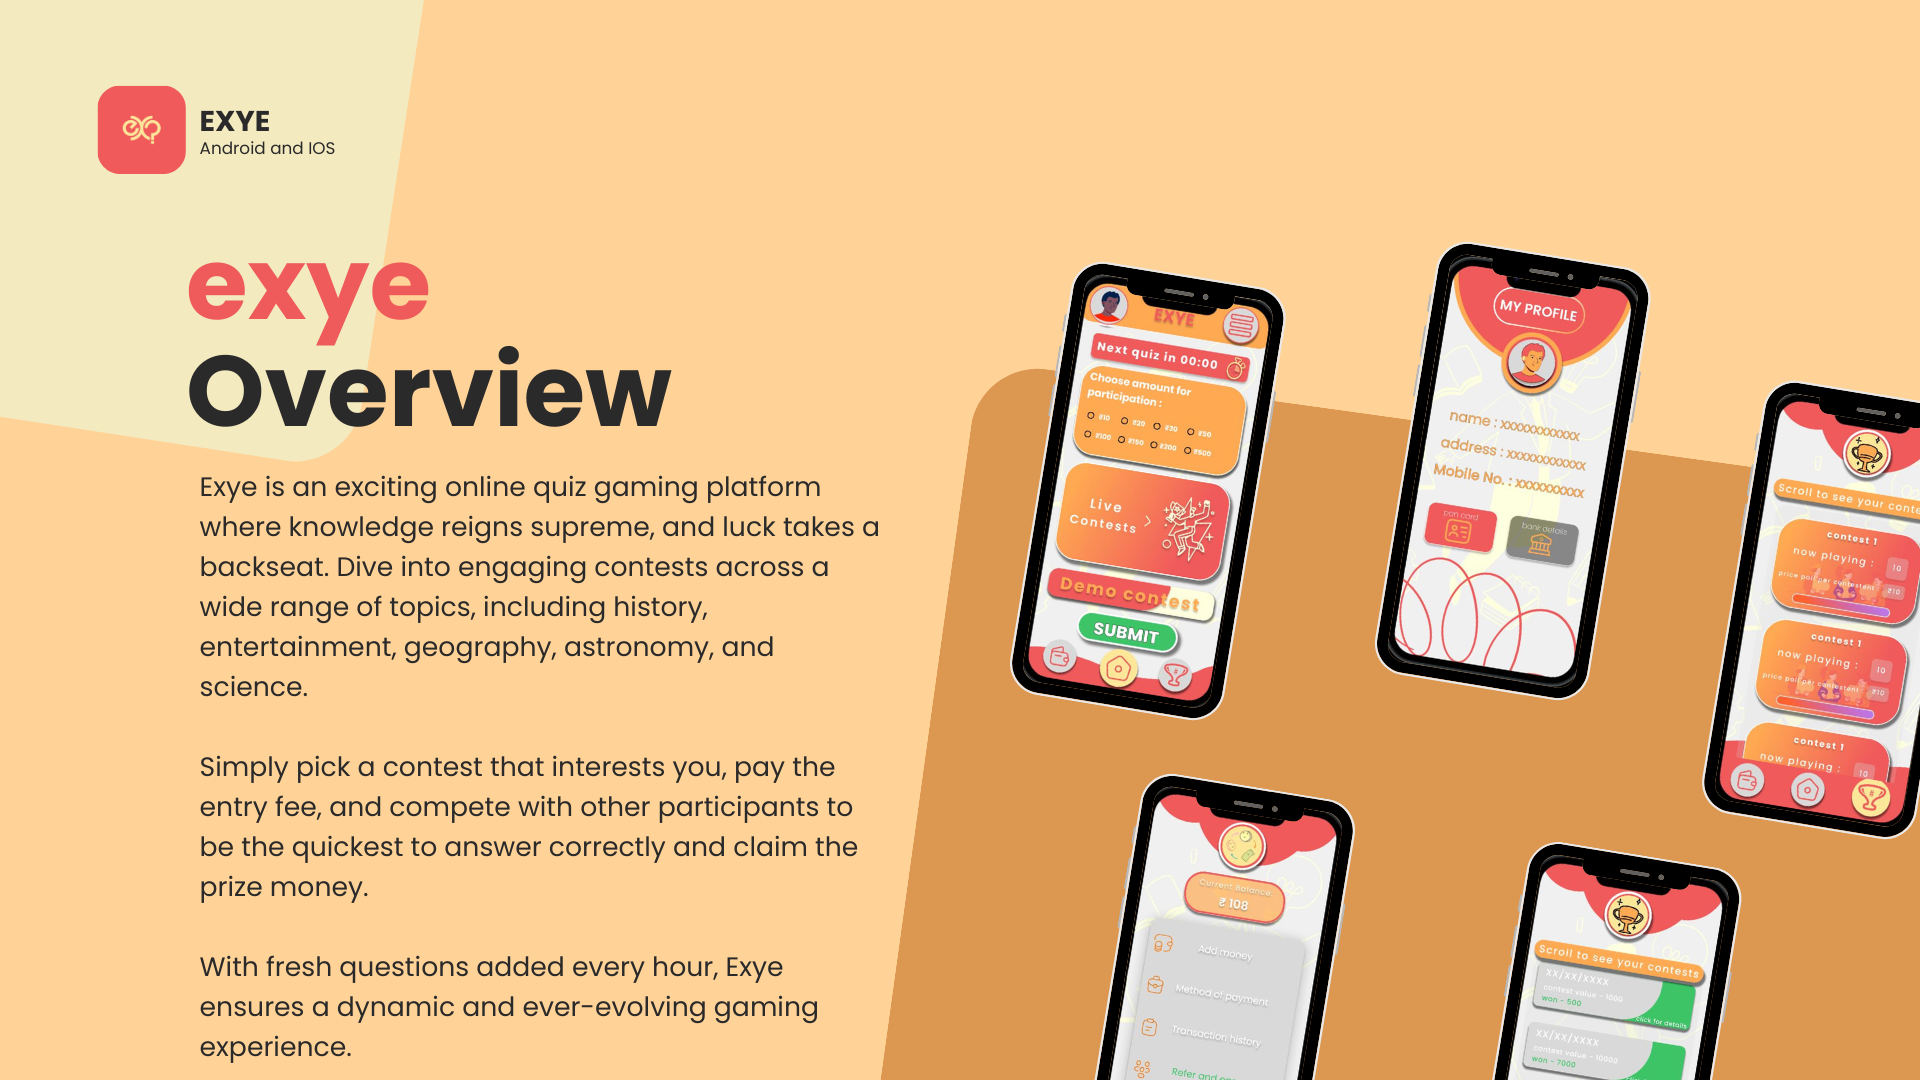 EXYE
Android and IOS
exye
Overview
Exye is an exciting online quiz gaming platform
where knowledge reigns supreme, and luck takes a
backseat. Dive into engaging contests across a
wide range of topics, including history,
entertainment, geography, astronomy, and
science.
Simply pick a contest that interests you, pay the
entry fee, and compete with other participants to
be the quickest to answer correctly and claim the
prize money.
With fresh questions added every hour, Exye
ensures a dynamic and ever-evolving gaming
experience.
EXYE
Next quiz in 00:00
Choose amount for
participation :
₹10 ₹20 ₹30 ₹50
₹100 ₹150 ₹200 ₹500
Live
Contests
Demo contest
SUBMIT
MY PROFILE
name : xxxxxxxxxxxx
address : xxxxxxxxxxxx
Mobile No. : xxxxxxxxxx
pan card
bank details
Scroll to see your conte
contest 1
now playing : 10
price poll per contestent ₹10
contest 1
now playing : 10
price poll per contestent ₹10
contest 1
now playing : 10
Current Balance
₹ 108
Add money
Method of payment
Transaction history
Refer and
Scroll to see your contests
XX/XX/XXXX
contest value - 1000
won - 500
click for details
XX/XX/XXXX
contest value - 10000
won - 7000